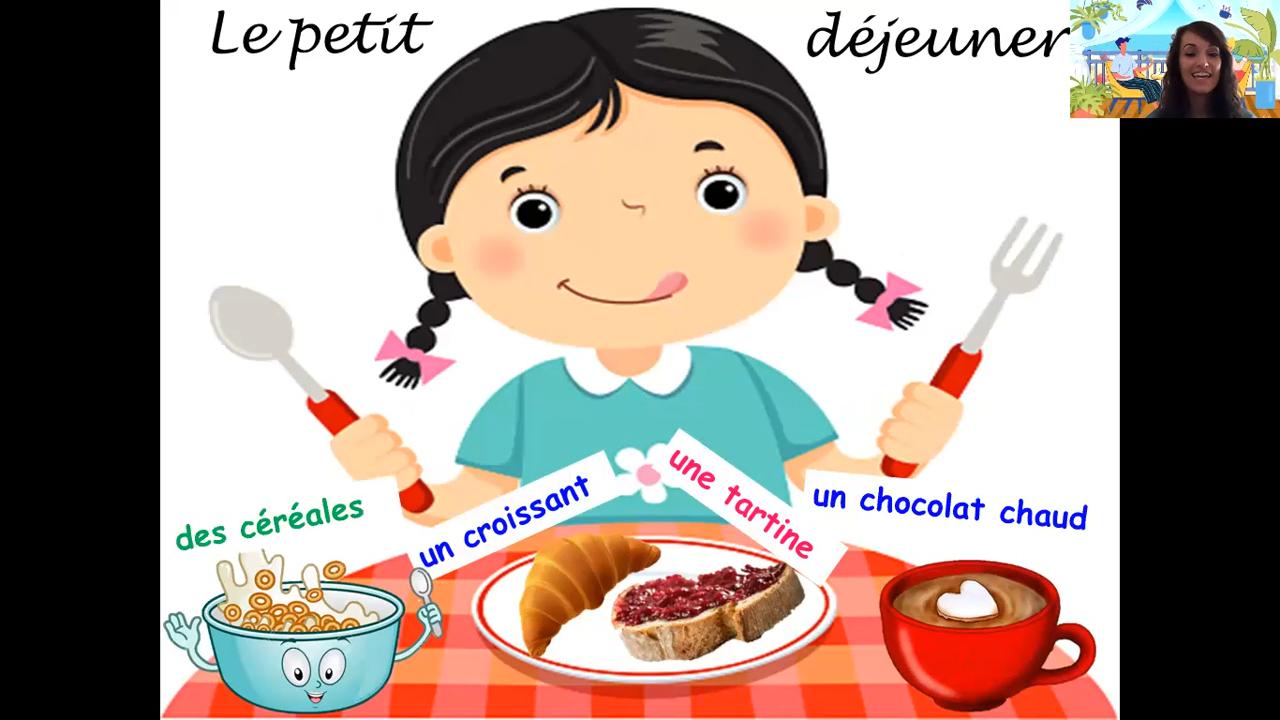 Le petit déjeuner
des céréales
un croissant
une tartine
un chocolat chaud